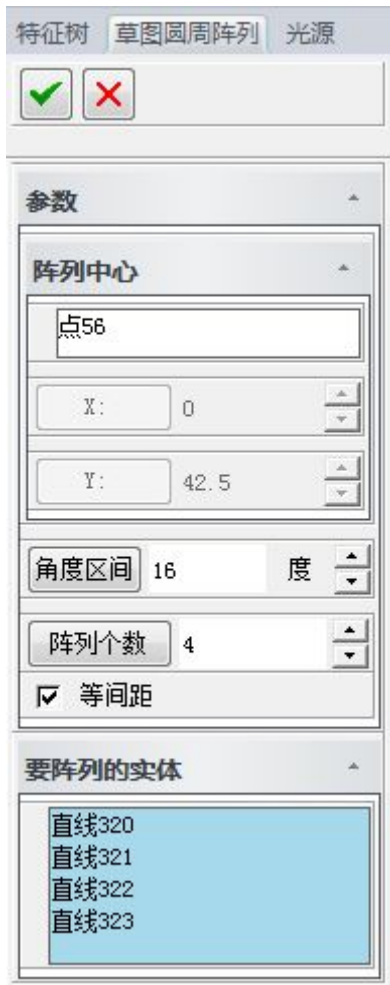 特征树 草图圆周阵列 光源
参数
阵列中心
点56
X: 0
Y: 42.5
角度区间 16 度
阵列个数 4
等间距
要阵列的实体
直线320
直线321
直线322
直线323